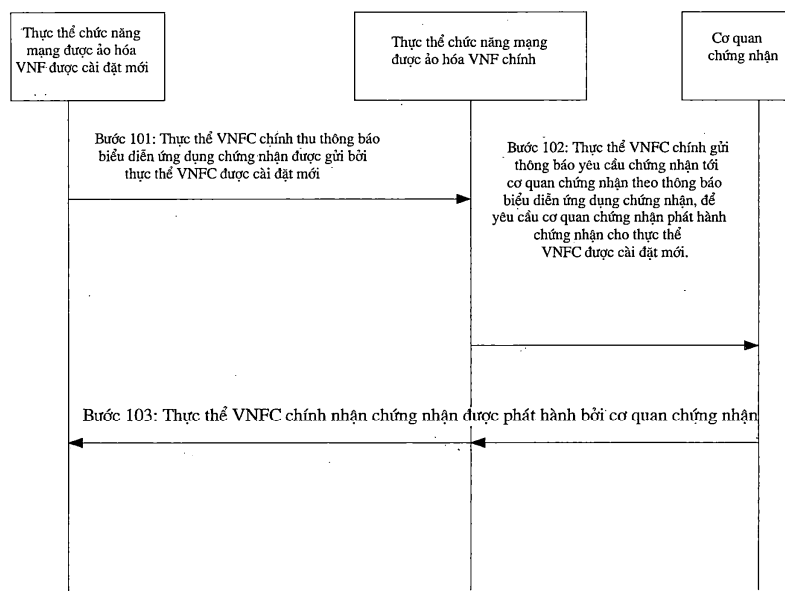 Thực thể chức năng
mạng được ảo hóa
VNF được cài đặt mới
Thực thể chức năng mạng
được ảo hóa VNF chính
Cơ quan
chứng nhận
Bước 101: Thực thể VNFC chính thu thông báo
biểu diễn ứng dụng chứng nhận được gửi bởi
thực thể VNFC được cài đặt mới
Bước 102: Thực thể VNFC chính gửi
thông báo yêu cầu chứng nhận tới
cơ quan chứng nhận theo thông báo
biểu diễn ứng dụng chứng nhận, để
yêu cầu cơ quan chứng nhận phát hành
chứng nhận cho thực thể
VNFC được cài đặt mới.
Bước 103: Thực thể VNFC chính nhận chứng nhận được phát hành bởi cơ quan chứng nhận